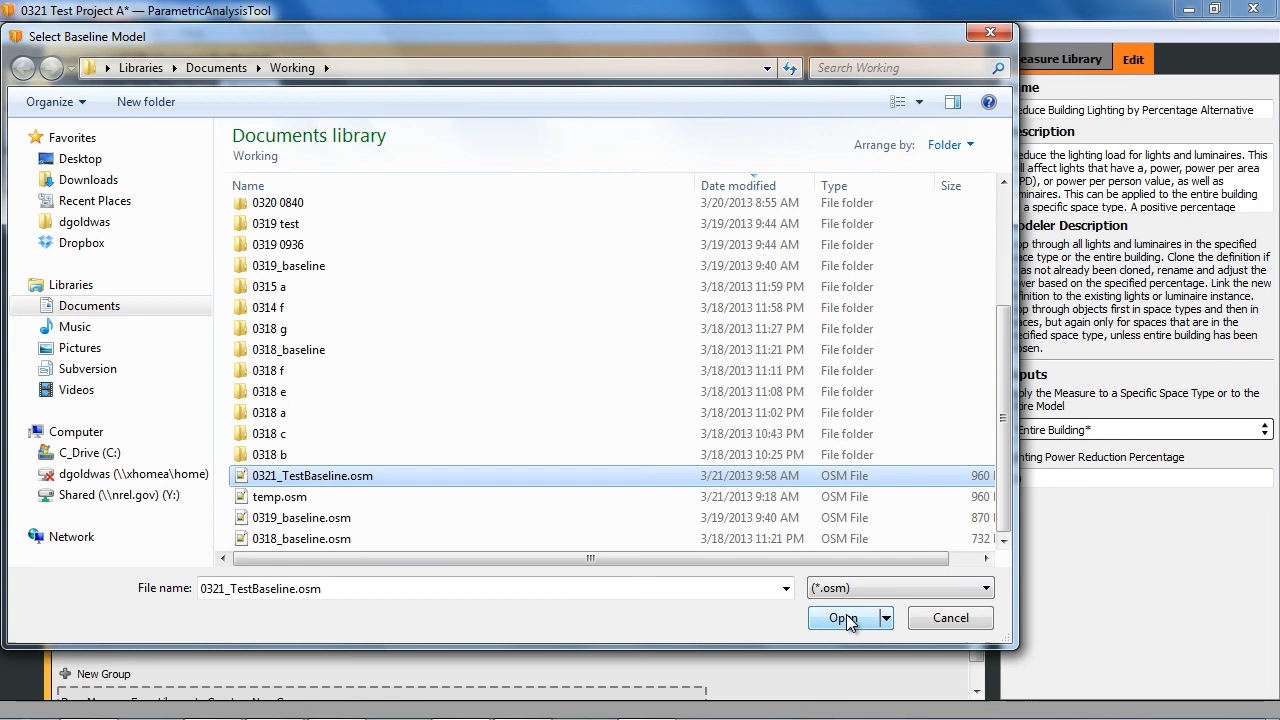 0321 Test Project A* — ParametricAnalysisTool
Select Baseline Model
Libraries Documents Working
Search Working
Organize New folder
Documents library
Working
Arrange by: Folder
Name Date modified Type Size
0320 0840 3/20/2013 8:55 AM File folder
0319 test 3/19/2013 9:44 AM File folder
0319 0936 3/19/2013 9:44 AM File folder
0319_baseline 3/19/2013 9:40 AM File folder
0315 a 3/18/2013 11:59 PM File folder
0314 f 3/18/2013 11:58 PM File folder
0318 g 3/18/2013 11:27 PM File folder
0318_baseline 3/18/2013 11:21 PM File folder
0318 f 3/18/2013 11:11 PM File folder
0318 e 3/18/2013 11:08 PM File folder
0318 a 3/18/2013 11:02 PM File folder
0318 c 3/18/2013 10:43 PM File folder
0318 b 3/18/2013 10:25 PM File folder
0321_TestBaseline.osm 3/21/2013 9:58 AM OSM File 960
temp.osm 3/21/2013 9:18 AM OSM File 960
0319_baseline.osm 3/19/2013 9:40 AM OSM File 870
0318_baseline.osm 3/18/2013 11:21 PM OSM File 732
Favorites
Desktop
Downloads
Recent Places
dgoldwas
Dropbox
Libraries
Documents
Music
Pictures
Subversion
Videos
Computer
C_Drive (C:)
dgoldwas (\\xhomea\home)
Shared (\\nrel.gov) (Y:)
Network
File name: 0321_TestBaseline.osm
(*.osm)
Open Cancel
New Group
easure Library Edit
me
educe Building Lighting by Percentage Alternative
escription
educe the lighting load for lights and luminaires. This
ll affect lights that have a, power, power per area
PD), or power per person value, as well as
minaires. This can be applied to the entire building
a specific space type. A positive percentage
odeler Description
op through all lights and luminaires in the specified
ace type or the entire building. Clone the definition if
as not already been cloned, rename and adjust the
wer based on the specified percentage. Link the new
finition to the existing lights or luminaire instance.
op through objects first in space types and then in
aces, but again only for spaces that are in the
ecified space type, unless entire building has been
osen.
puts
ply the Measure to a Specific Space Type or to the
tire Model
Entire Building*
hting Power Reduction Percentage